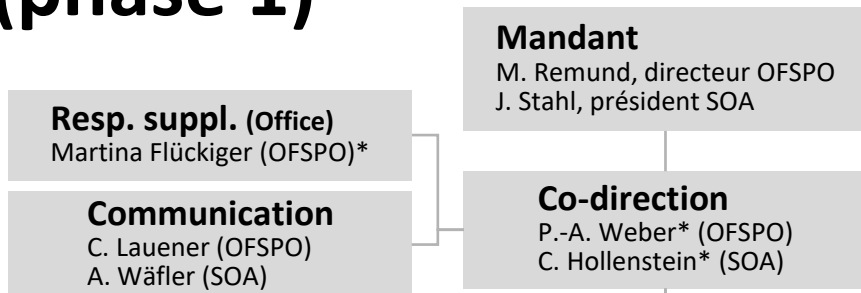 (phase 1)
Mandant
M. Remund, directeur OFSPO
J. Stahl, président SOA
Resp. suppl. (Office)
Martina Flückiger (OFSPO)*
Communication
C. Lauener (OFSPO)
A. Wäfler (SOA)
Co-direction
P.-A. Weber* (OFSPO)
C. Hollenstein* (SOA)